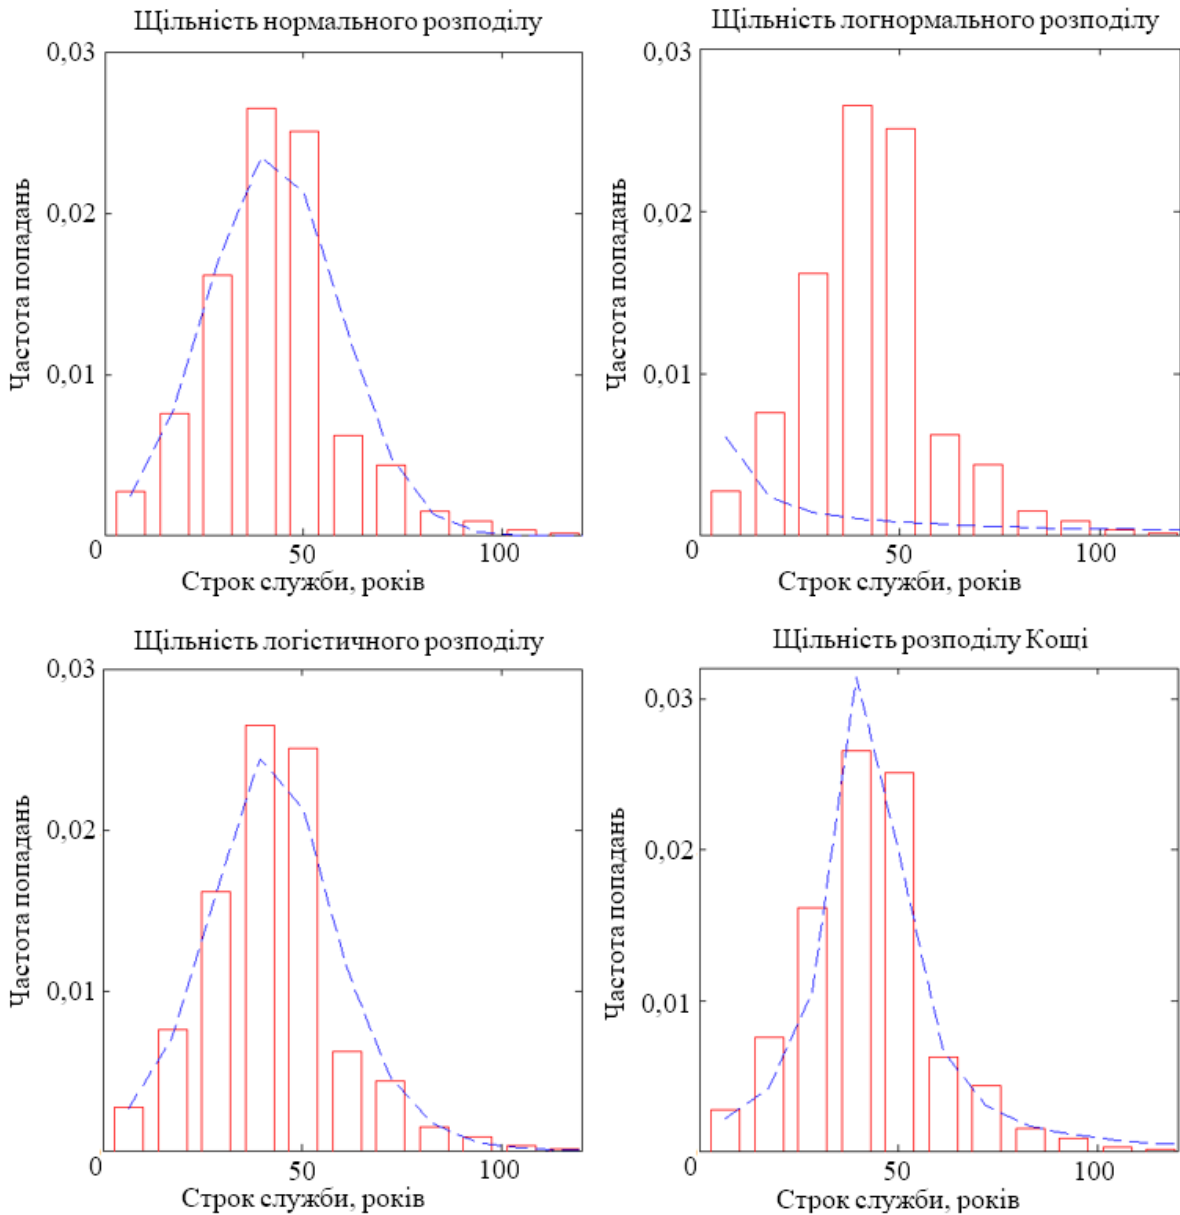 Щільність нормального розподілу
0,03
0,02
0,01
0
50
100
Частота попадань
Строк служби, років
Щільність логнормального розподілу
0,03
0,02
0,01
0
50
100
Частота попадань
Строк служби, років
Щільність логістичного розподілу
0,03
0,02
0,01
0
50
100
Частота попадань
Строк служби, років
Щільність розподілу Кощі
0,03
0,02
0,01
0
50
100
Частота попадань
Строк служби, років